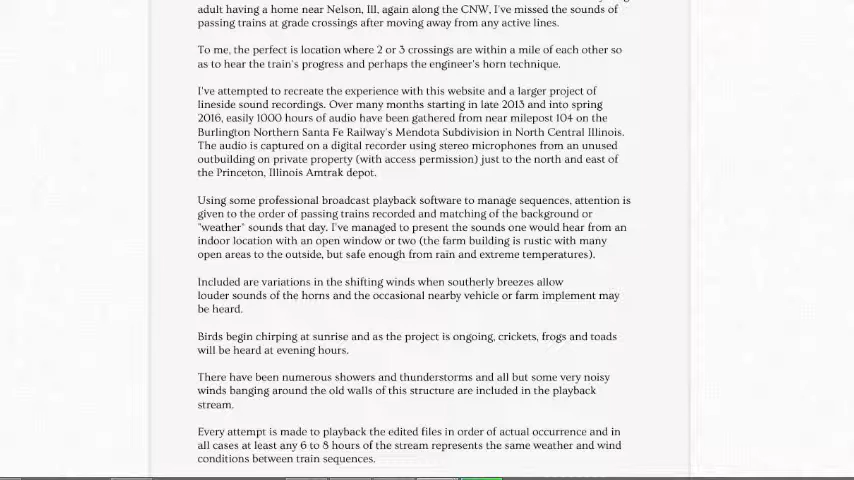 adult having a home near Nelson, Ill, again along the CNW, I've missed the sounds of
passing trains at grade crossings after moving away from any active lines.
To me, the perfect is location where 2 or 3 crossings are within a mile of each other so
as to hear the train's progress and perhaps the engineer's horn technique.
I've attempted to recreate the experience with this website and a larger project of
lineside sound recordings. Over many months starting in late 2013 and into spring
2016, easily 1000 hours of audio have been gathered from near milepost 104 on the
Burlington Northern Santa Fe Railway's Mendota Subdivision in North Central Illinois.
The audio is captured on a digital recorder using stereo microphones from an unused
outbuilding on private property (with access permission) just to the north and east of
the Princeton, Illinois Amtrak depot.
Using some professional broadcast playback software to manage sequences, attention is
given to the order of passing trains recorded and matching of the background or
"weather" sounds that day. I've managed to present the sounds one would hear from an
indoor location with an open window or two (the farm building is rustic with many
open areas to the outside, but safe enough from rain and extreme temperatures).
Included are variations in the shifting winds when southerly breezes allow
louder sounds of the horns and the occasional nearby vehicle or farm implement may
be heard.
Birds begin chirping at sunrise and as the project is ongoing, crickets, frogs and toads
will be heard at evening hours.
There have been numerous showers and thunderstorms and all but some very noisy
winds banging around the old walls of this structure are included in the playback
stream.
Every attempt is made to playback the edited files in order of actual occurrence and in
all cases at least any 6 to 8 hours of the stream represents the same weather and wind
conditions between train sequences.